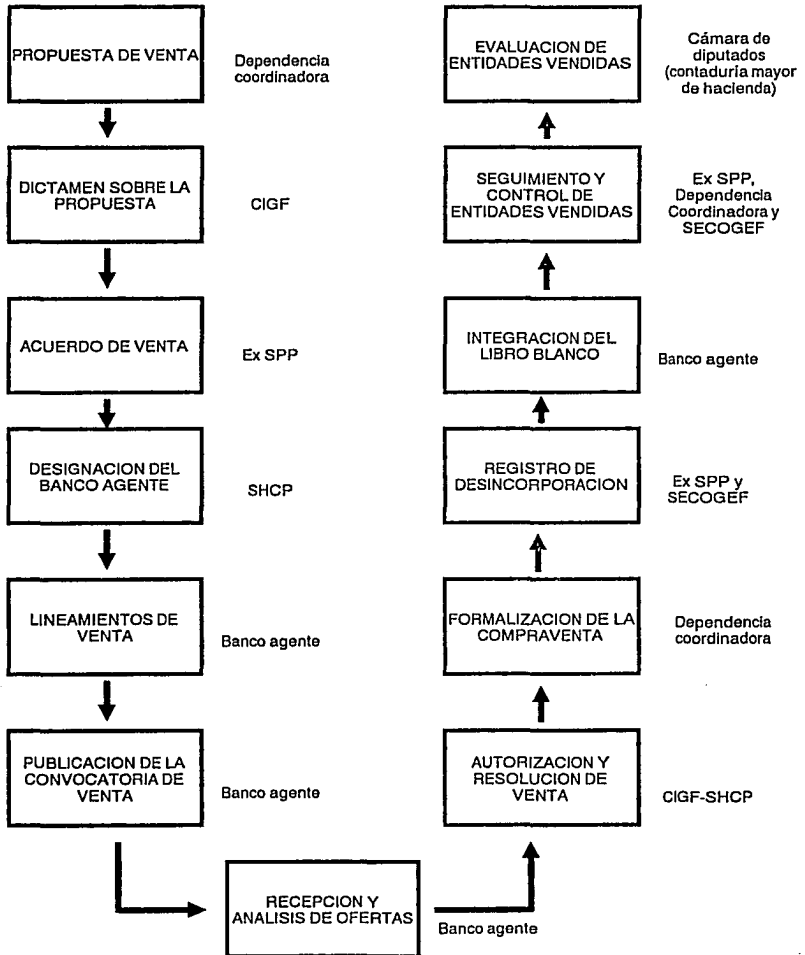 PROPUESTA DE VENTA
Dependencia
coordinadora
DICTAMEN SOBRE LA
PROPUESTA
CIGF
ACUERDO DE VENTA
Ex SPP
DESIGNACION DEL
BANCO AGENTE
SHCP
LINEAMIENTOS DE
VENTA
Banco agente
PUBLICACION DE LA
CONVOCATORIA DE
VENTA
Banco agente
RECEPCION Y
ANALISIS DE OFERTAS
Banco agente
AUTORIZACION Y
RESOLUCION DE
VENTA
CIGF-SHCP
FORMALIZACION DE LA
COMPRAVENTA
Dependencia
coordinadora
REGISTRO DE
DESINCORPORACION
Ex SPP y
SECOGEF
INTEGRACION DEL
LIBRO BLANCO
Banco agente
SEGUIMIENTO Y
CONTROL DE
ENTIDADES VENDIDAS
Ex SPP,
Dependencia
Coordinadora y
SECOGEF
EVALUACION DE
ENTIDADES VENDIDAS
Cámara de
diputados
(contaduría mayor
de hacienda)